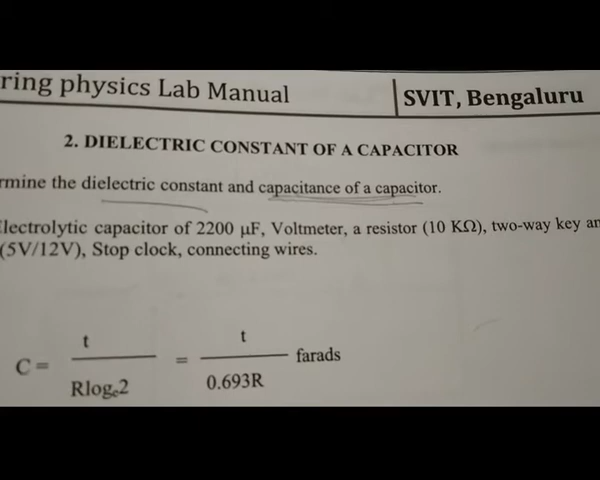 ring physics Lab Manual
SVIT, Bengaluru
2. DIELECTRIC CONSTANT OF A CAPACITOR
rmine the dielectric constant and capacitance of a capacitor.
lectrolytic capacitor of 2200 μF, Voltmeter, a resistor (10 KΩ), two-way key an
(5V/12V), Stop clock, connecting wires.
C = t / Rlogₑ2 = t / 0.693R farads